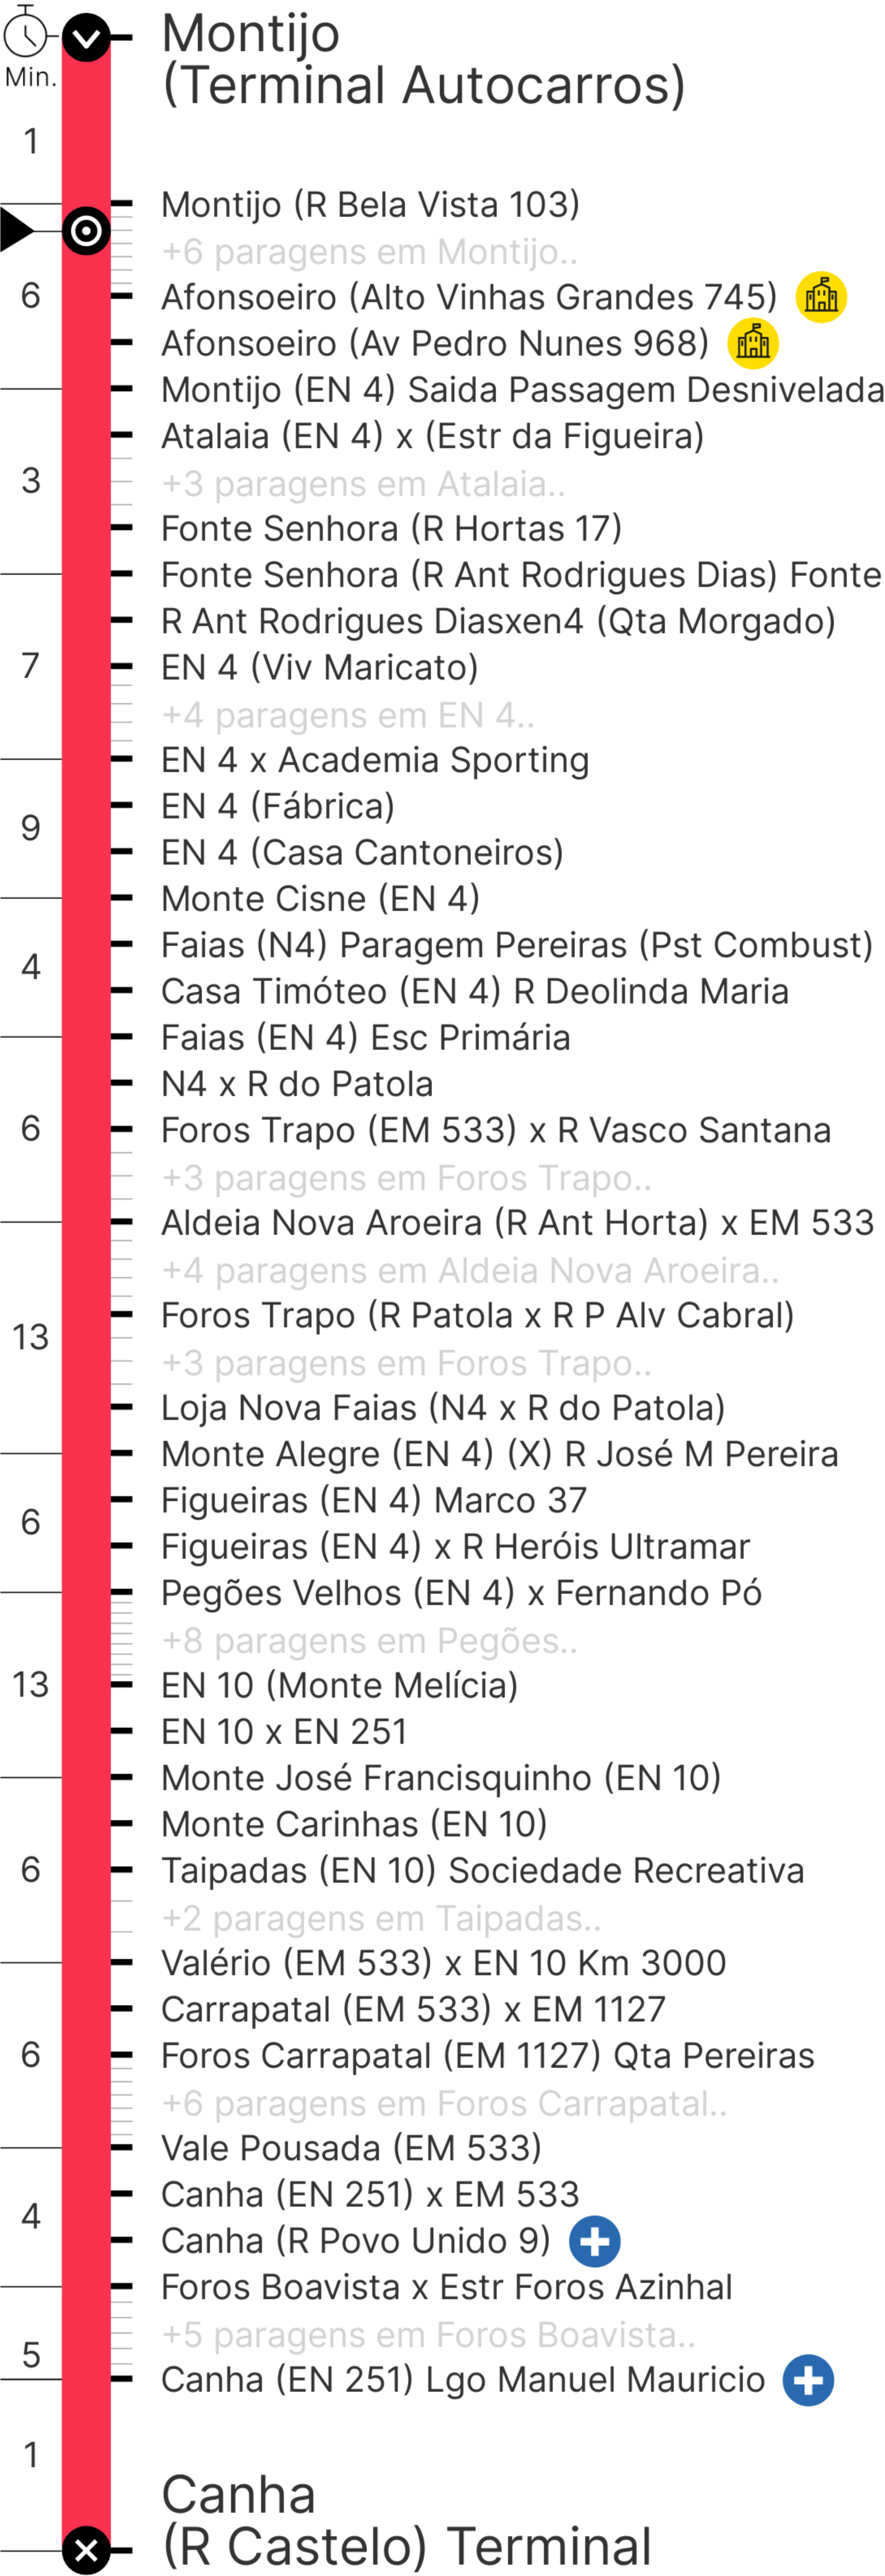 Montijo
(Terminal Autocarros)
Min.
1
Montijo (R Bela Vista 103)
+6 paragens em Montijo..
6
Afonsoeiro (Alto Vinhas Grandes 745)
Afonsoeiro (Av Pedro Nunes 968)
Montijo (EN 4) Saida Passagem Desnivelada
Atalaia (EN 4) x (Estr da Figueira)
3
+3 paragens em Atalaia..
Fonte Senhora (R Hortas 17)
Fonte Senhora (R Ant Rodrigues Dias) Fonte
R Ant Rodrigues Diasxen4 (Qta Morgado)
7
EN 4 (Viv Maricato)
+4 paragens em EN 4..
EN 4 x Academia Sporting
EN 4 (Fábrica)
9
EN 4 (Casa Cantoneiros)
Monte Cisne (EN 4)
Faias (N4) Paragem Pereiras (Pst Combust)
4
Casa Timóteo (EN 4) R Deolinda Maria
Faias (EN 4) Esc Primária
N4 x R do Patola
6
Foros Trapo (EM 533) x R Vasco Santana
+3 paragens em Foros Trapo..
Aldeia Nova Aroeira (R Ant Horta) x EM 533
+4 paragens em Aldeia Nova Aroeira..
Foros Trapo (R Patola x R P Alv Cabral)
13
+3 paragens em Foros Trapo..
Loja Nova Faias (N4 x R do Patola)
Monte Alegre (EN 4) (X) R José M Pereira
Figueiras (EN 4) Marco 37
6
Figueiras (EN 4) x R Heróis Ultramar
Pegões Velhos (EN 4) x Fernando Pó
+8 paragens em Pegões..
13
EN 10 (Monte Melícia)
EN 10 x EN 251
Monte José Francisquinho (EN 10)
Monte Carinhas (EN 10)
6
Taipadas (EN 10) Sociedade Recreativa
+2 paragens em Taipadas..
Valério (EM 533) x EN 10 Km 3000
Carrapatal (EM 533) x EM 1127
6
Foros Carrapatal (EM 1127) Qta Pereiras
+6 paragens em Foros Carrapatal..
Vale Pousada (EM 533)
Canha (EN 251) x EM 533
4
Canha (R Povo Unido 9)
Foros Boavista x Estr Foros Azinhal
+5 paragens em Foros Boavista..
5
Canha (EN 251) Lgo Manuel Mauricio
1
Canha
(R Castelo) Terminal